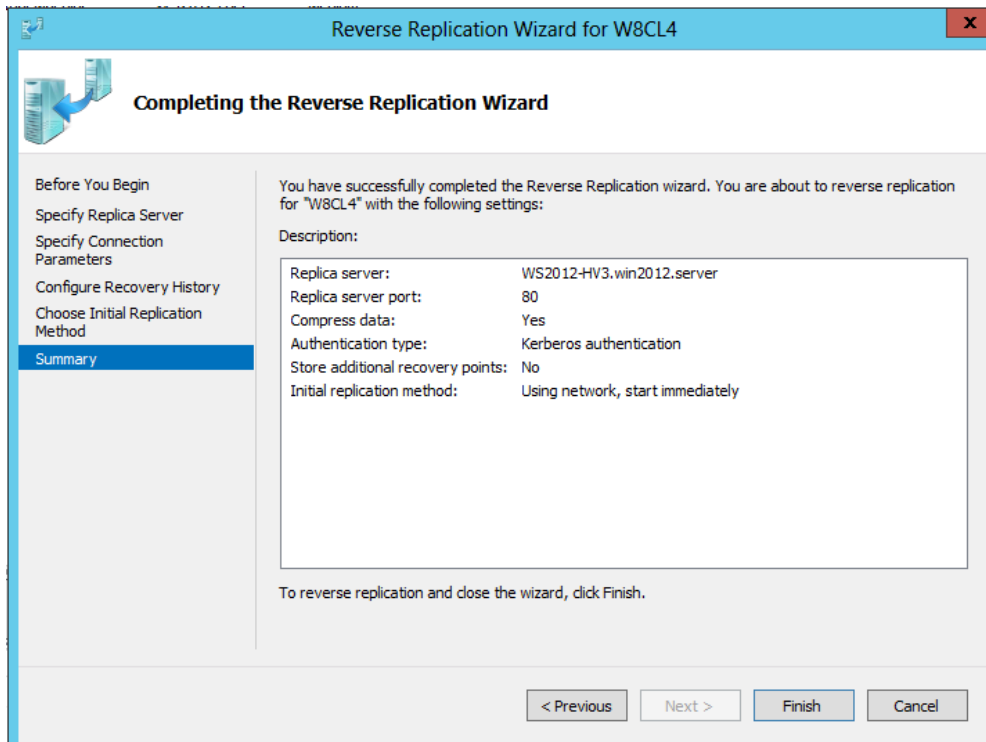 Reverse Replication Wizard for W8CL4
x
Completing the Reverse Replication Wizard
Before You Begin
Specify Replica Server
Specify Connection
Parameters
Configure Recovery History
Choose Initial Replication
Method
Summary
You have successfully completed the Reverse Replication wizard. You are about to reverse replication
for "W8CL4" with the following settings:
Description:
Replica server: WS2012-HV3.win2012.server
Replica server port: 80
Compress data: Yes
Authentication type: Kerberos authentication
Store additional recovery points: No
Initial replication method: Using network, start immediately
To reverse replication and close the wizard, click Finish.
< Previous Next > Finish Cancel